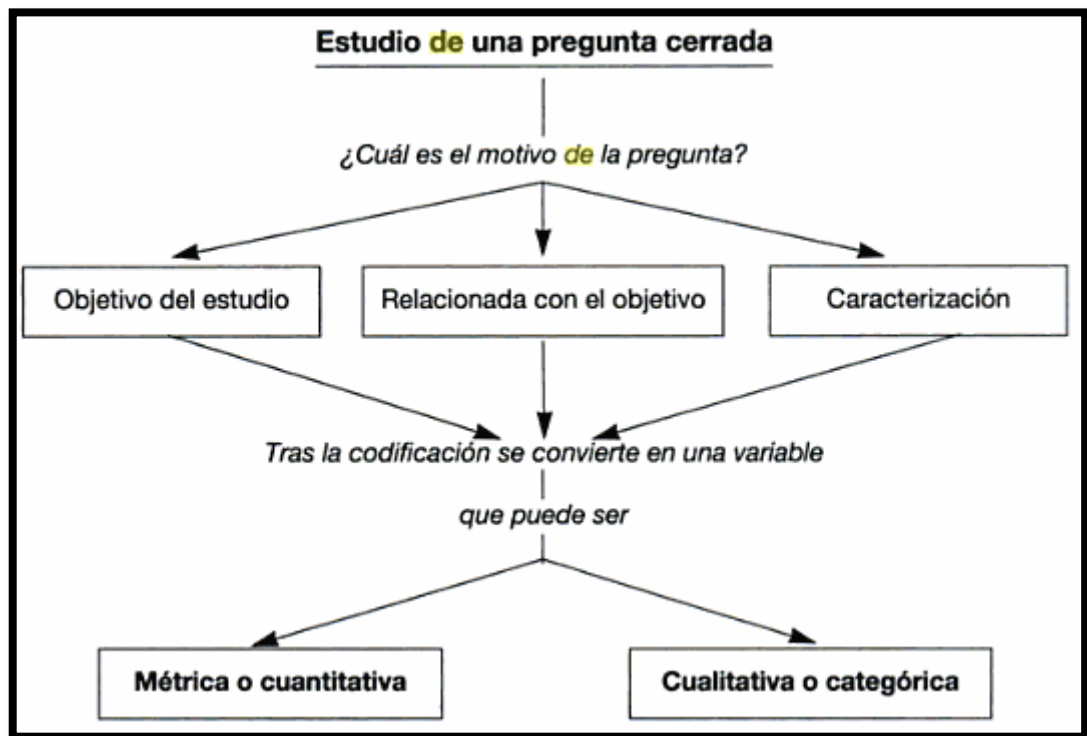 Estudio de una pregunta cerrada
¿Cuál es el motivo de la pregunta?
Objetivo del estudio
Relacionada con el objetivo
Caracterización
Tras la codificación se convierte en una variable
que puede ser
Métrica o cuantitativa
Cualitativa o categórica